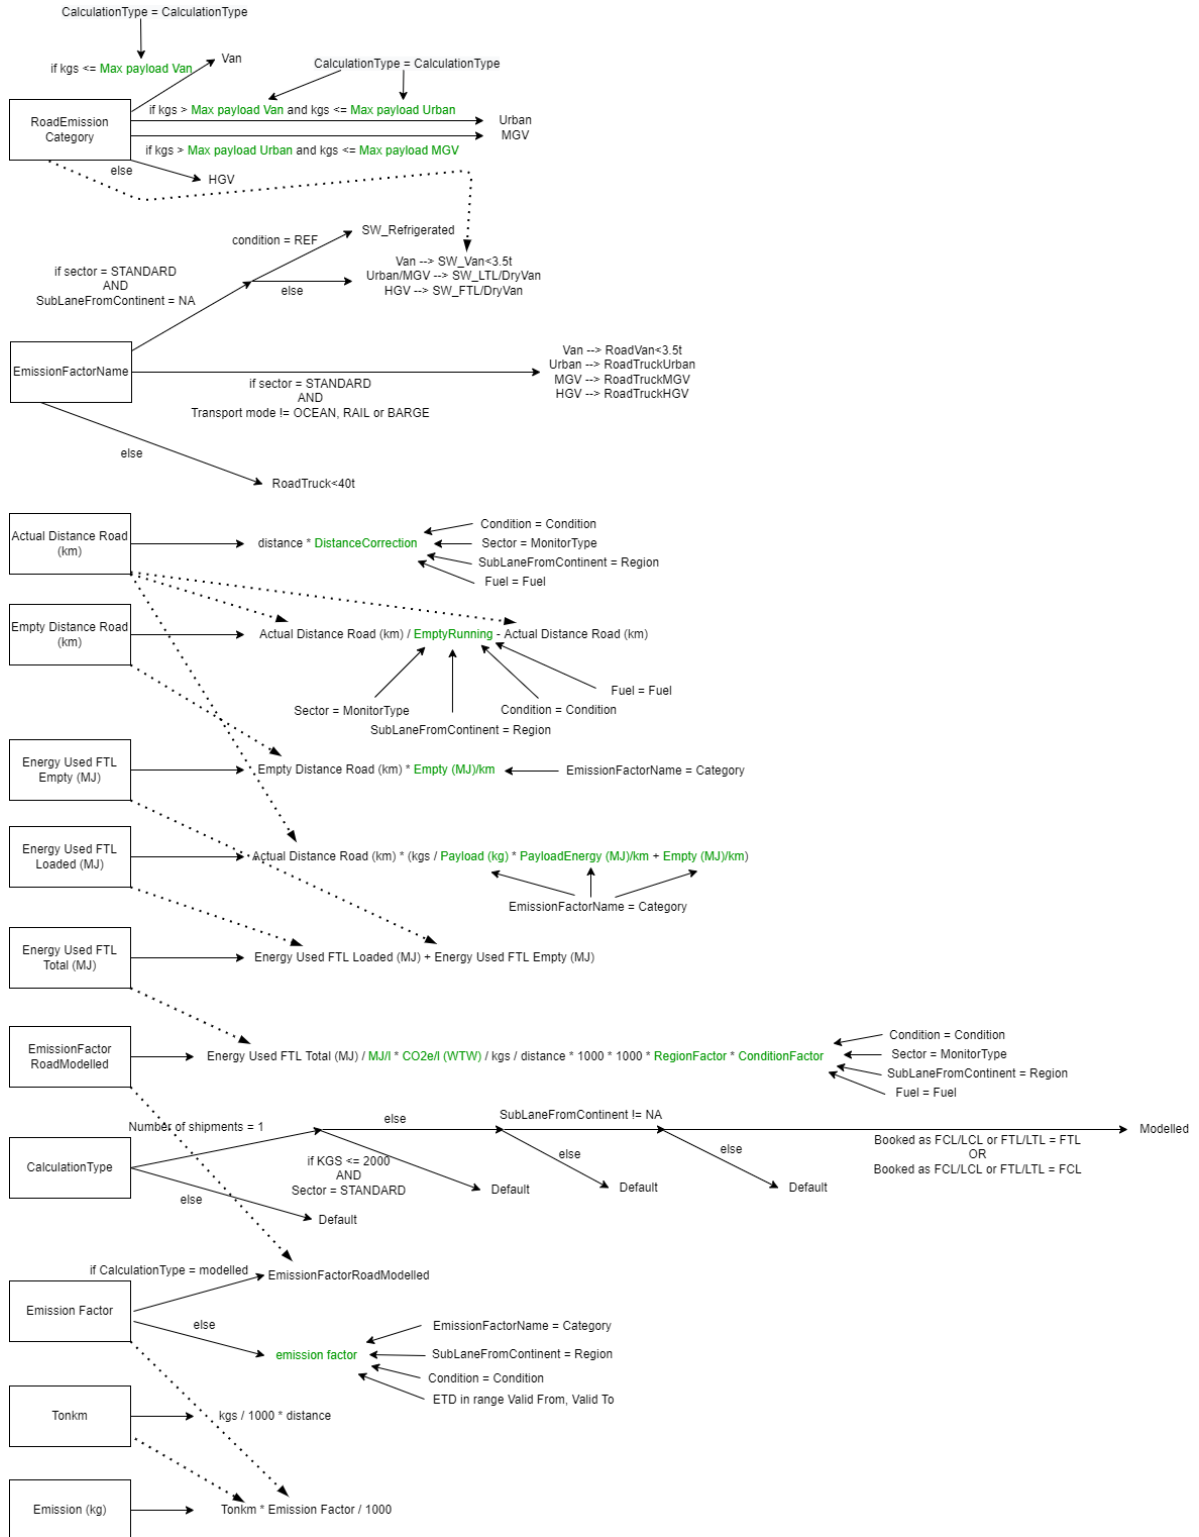 CalculationType = CalculationType
if kgs <= Max payload Van
Van
CalculationType = CalculationType
RoadEmission
Category
if kgs > Max payload Van and kgs <= Max payload Urban
Urban
MGV
if kgs > Max payload Urban and kgs <= Max payload MGV
else
HGV
condition = REF
SW_Refrigerated
if sector = STANDARD
AND
SubLaneFromContinent = NA
else
Van --> SW_Van<3.5t
Urban/MGV --> SW_LTL/DryVan
HGV --> SW_FTL/DryVan
EmissionFactorName
if sector = STANDARD
AND
Transport mode != OCEAN, RAIL or BARGE
Van --> RoadVan<3.5t
Urban --> RoadTruckUrban
MGV --> RoadTruckMGV
HGV --> RoadTruckHGV
else
RoadTruck<40t
Actual Distance Road
(km)
distance * DistanceCorrection
Condition = Condition
Sector = MonitorType
SubLaneFromContinent = Region
Fuel = Fuel
Empty Distance Road
(km)
Actual Distance Road (km) / EmptyRunning - Actual Distance Road (km)
Fuel = Fuel
Sector = MonitorType
Condition = Condition
SubLaneFromContinent = Region
Energy Used FTL
Empty (MJ)
Empty Distance Road (km) * Empty (MJ)/km
EmissionFactorName = Category
Energy Used FTL
Loaded (MJ)
Actual Distance Road (km) * (kgs / Payload (kg) * PayloadEnergy (MJ)/km + Empty (MJ)/km)
EmissionFactorName = Category
Energy Used FTL
Total (MJ)
Energy Used FTL Loaded (MJ) + Energy Used FTL Empty (MJ)
EmissionFactor
RoadModelled
Energy Used FTL Total (MJ) / MJ/l * CO2e/l (WTW) / kgs / distance * 1000 * 1000 * RegionFactor * ConditionFactor
Condition = Condition
Sector = MonitorType
SubLaneFromContinent = Region
Fuel = Fuel
CalculationType
Number of shipments = 1
else
SubLaneFromContinent != NA
Modelled
if KGS <= 2000
AND
Sector = STANDARD
else
else
Booked as FCL/LCL or FTL/LTL = FTL
OR
Booked as FCL/LCL or FTL/LTL = FCL
else
Default
Default
Default
Default
Emission Factor
if CalculationType = modelled
EmissionFactorRoadModelled
else
emission factor
EmissionFactorName = Category
SubLaneFromContinent = Region
Condition = Condition
ETD in range Valid From, Valid To
Tonkm
kgs / 1000 * distance
Emission (kg)
Tonkm * Emission Factor / 1000